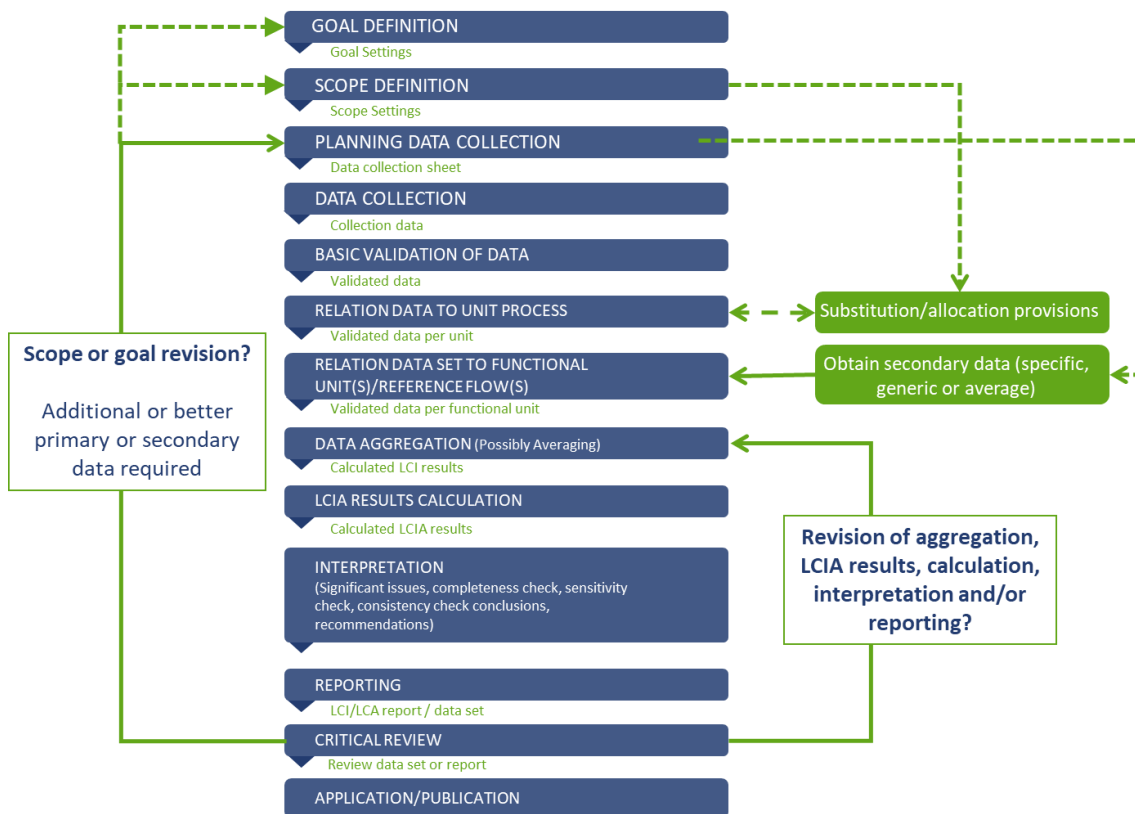 GOAL DEFINITION
Goal Settings
SCOPE DEFINITION
Scope Settings
PLANNING DATA COLLECTION
Data collection sheet
DATA COLLECTION
Collection data
BASIC VALIDATION OF DATA
Validated data
RELATION DATA TO UNIT PROCESS
Validated data per unit
Substitution/allocation provisions
RELATION DATA SET TO FUNCTIONAL
UNIT(S)/REFERENCE FLOW(S)
Validated data per functional unit
Obtain secondary data (specific,
generic or average)
Scope or goal revision?
Additional or better
primary or secondary
data required
DATA AGGREGATION (Possibly Averaging)
Calculated LCI results
LCIA RESULTS CALCULATION
Calculated LCIA results
INTERPRETATION
(Significant issues, completeness check, sensitivity
check, consistency check conclusions,
recommendations)
Revision of aggregation,
LCIA results, calculation,
interpretation and/or
reporting?
REPORTING
LCI/LCA report / data set
CRITICAL REVIEW
Review data set or report
APPLICATION/PUBLICATION